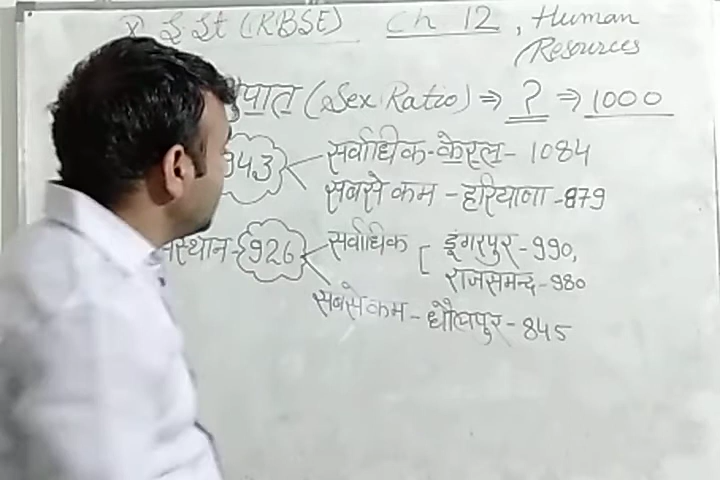 (RBSE) Ch 12, Human
Resources
पात (Sex Ratio) ⇒ ? ⇒ 1000
943 सर्वाधिक - केरल - 1084
सबसे कम - हरियाणा - 879
स्थान - 926 सर्वाधिक [ डूंगरपुर - 990,
राजसमन्द - 980
सबसे कम - धौलपुर - 845